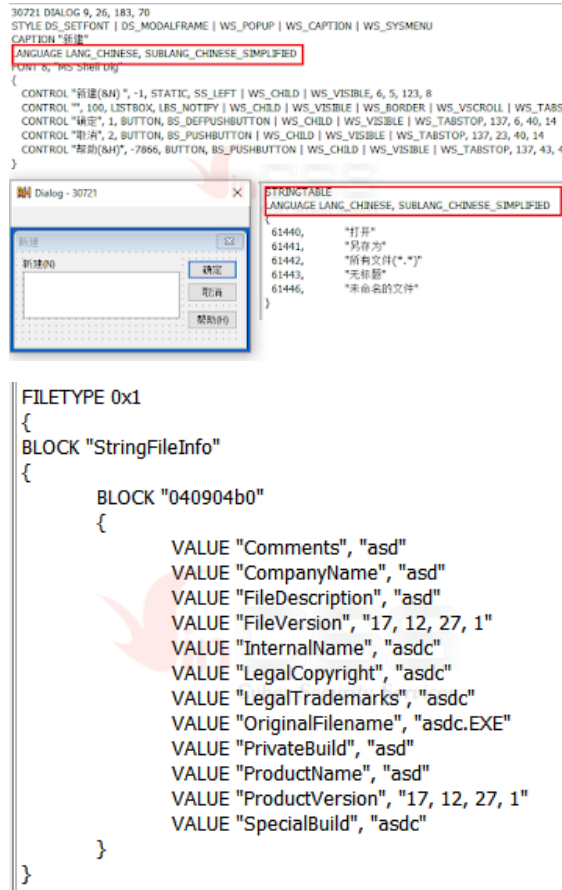 30721 DIALOG 9, 26, 183, 70
STYLE DS_SETFONT | DS_MODALFRAME | WS_POPUP | WS_CAPTION | WS_SYSMENU
CAPTION "新建"
LANGUAGE LANG_CHINESE, SUBLANG_CHINESE_SIMPLIFIED
FONT 8, "MS Shell Dlg"
{
CONTROL "新建(&N) ", -1, STATIC, SS_LEFT | WS_CHILD | WS_VISIBLE, 6, 5, 123, 8
CONTROL "", 100, LISTBOX, LBS_NOTIFY | WS_CHILD | WS_VISIBLE | WS_BORDER | WS_VSCROLL | WS_TABS
CONTROL "确定", 1, BUTTON, BS_DEFPUSHBUTTON | WS_CHILD | WS_VISIBLE | WS_TABSTOP, 137, 6, 40, 14
CONTROL "取消", 2, BUTTON, BS_PUSHBUTTON | WS_CHILD | WS_VISIBLE | WS_TABSTOP, 137, 23, 40, 14
CONTROL "帮助(&H)", -7866, BUTTON, BS_PUSHBUTTON | WS_CHILD | WS_VISIBLE | WS_TABSTOP, 137, 43, 4
}
Dialog - 30721
新建
新建(N)
确定
取消
帮助(H)
STRINGTABLE
LANGUAGE LANG_CHINESE, SUBLANG_CHINESE_SIMPLIFIED
{
61440, "打开"
61441, "另存为"
61442, "所有文件(*.*)"
61443, "无标题"
61446, "未命名的文件"
}
FILETYPE 0x1
{
BLOCK "StringFileInfo"
{
BLOCK "040904b0"
{
VALUE "Comments", "asd"
VALUE "CompanyName", "asd"
VALUE "FileDescription", "asd"
VALUE "FileVersion", "17, 12, 27, 1"
VALUE "InternalName", "asdc"
VALUE "LegalCopyright", "asdc"
VALUE "LegalTrademarks", "asdc"
VALUE "OriginalFilename", "asdc.EXE"
VALUE "PrivateBuild", "asd"
VALUE "ProductName", "asd"
VALUE "ProductVersion", "17, 12, 27, 1"
VALUE "SpecialBuild", "asdc"
}
}